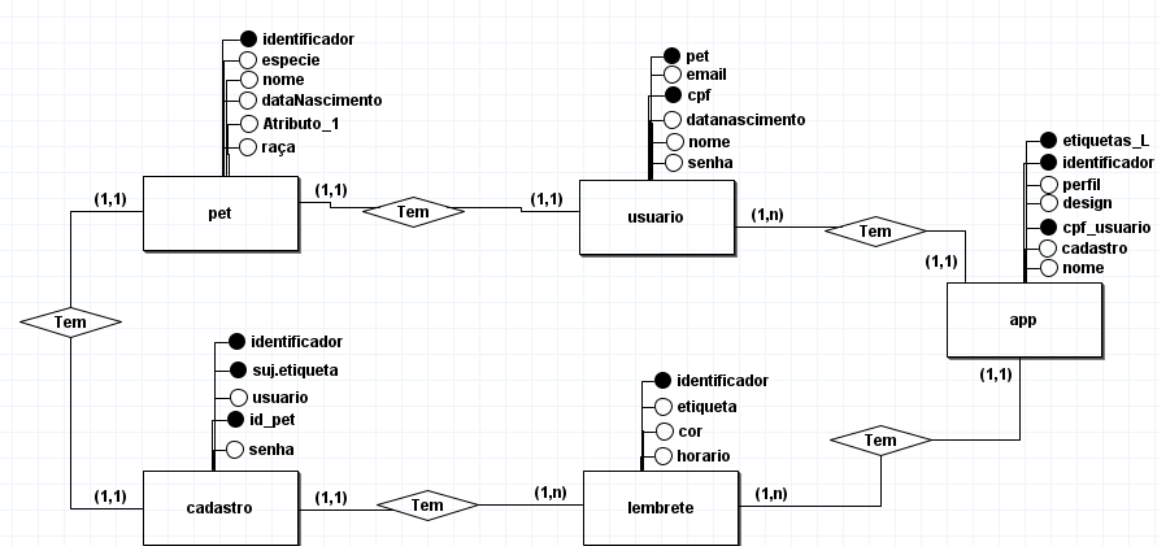 identificador
especie
nome
dataNascimento
Atributo_1
raça
(1,1)
pet
(1,1)
Tem
(1,1)
pet
email
cpf
datanascimento
nome
senha
usuario
(1,n)
Tem
(1,1)
etiquetas_L
identificador
perfil
design
cpf_usuario
cadastro
nome
app
(1,1)
Tem
identificador
suj.etiqueta
usuario
id_pet
senha
(1,1)
cadastro
(1,1)
Tem
(1,n)
identificador
etiqueta
cor
horario
lembrete
(1,n)
Tem